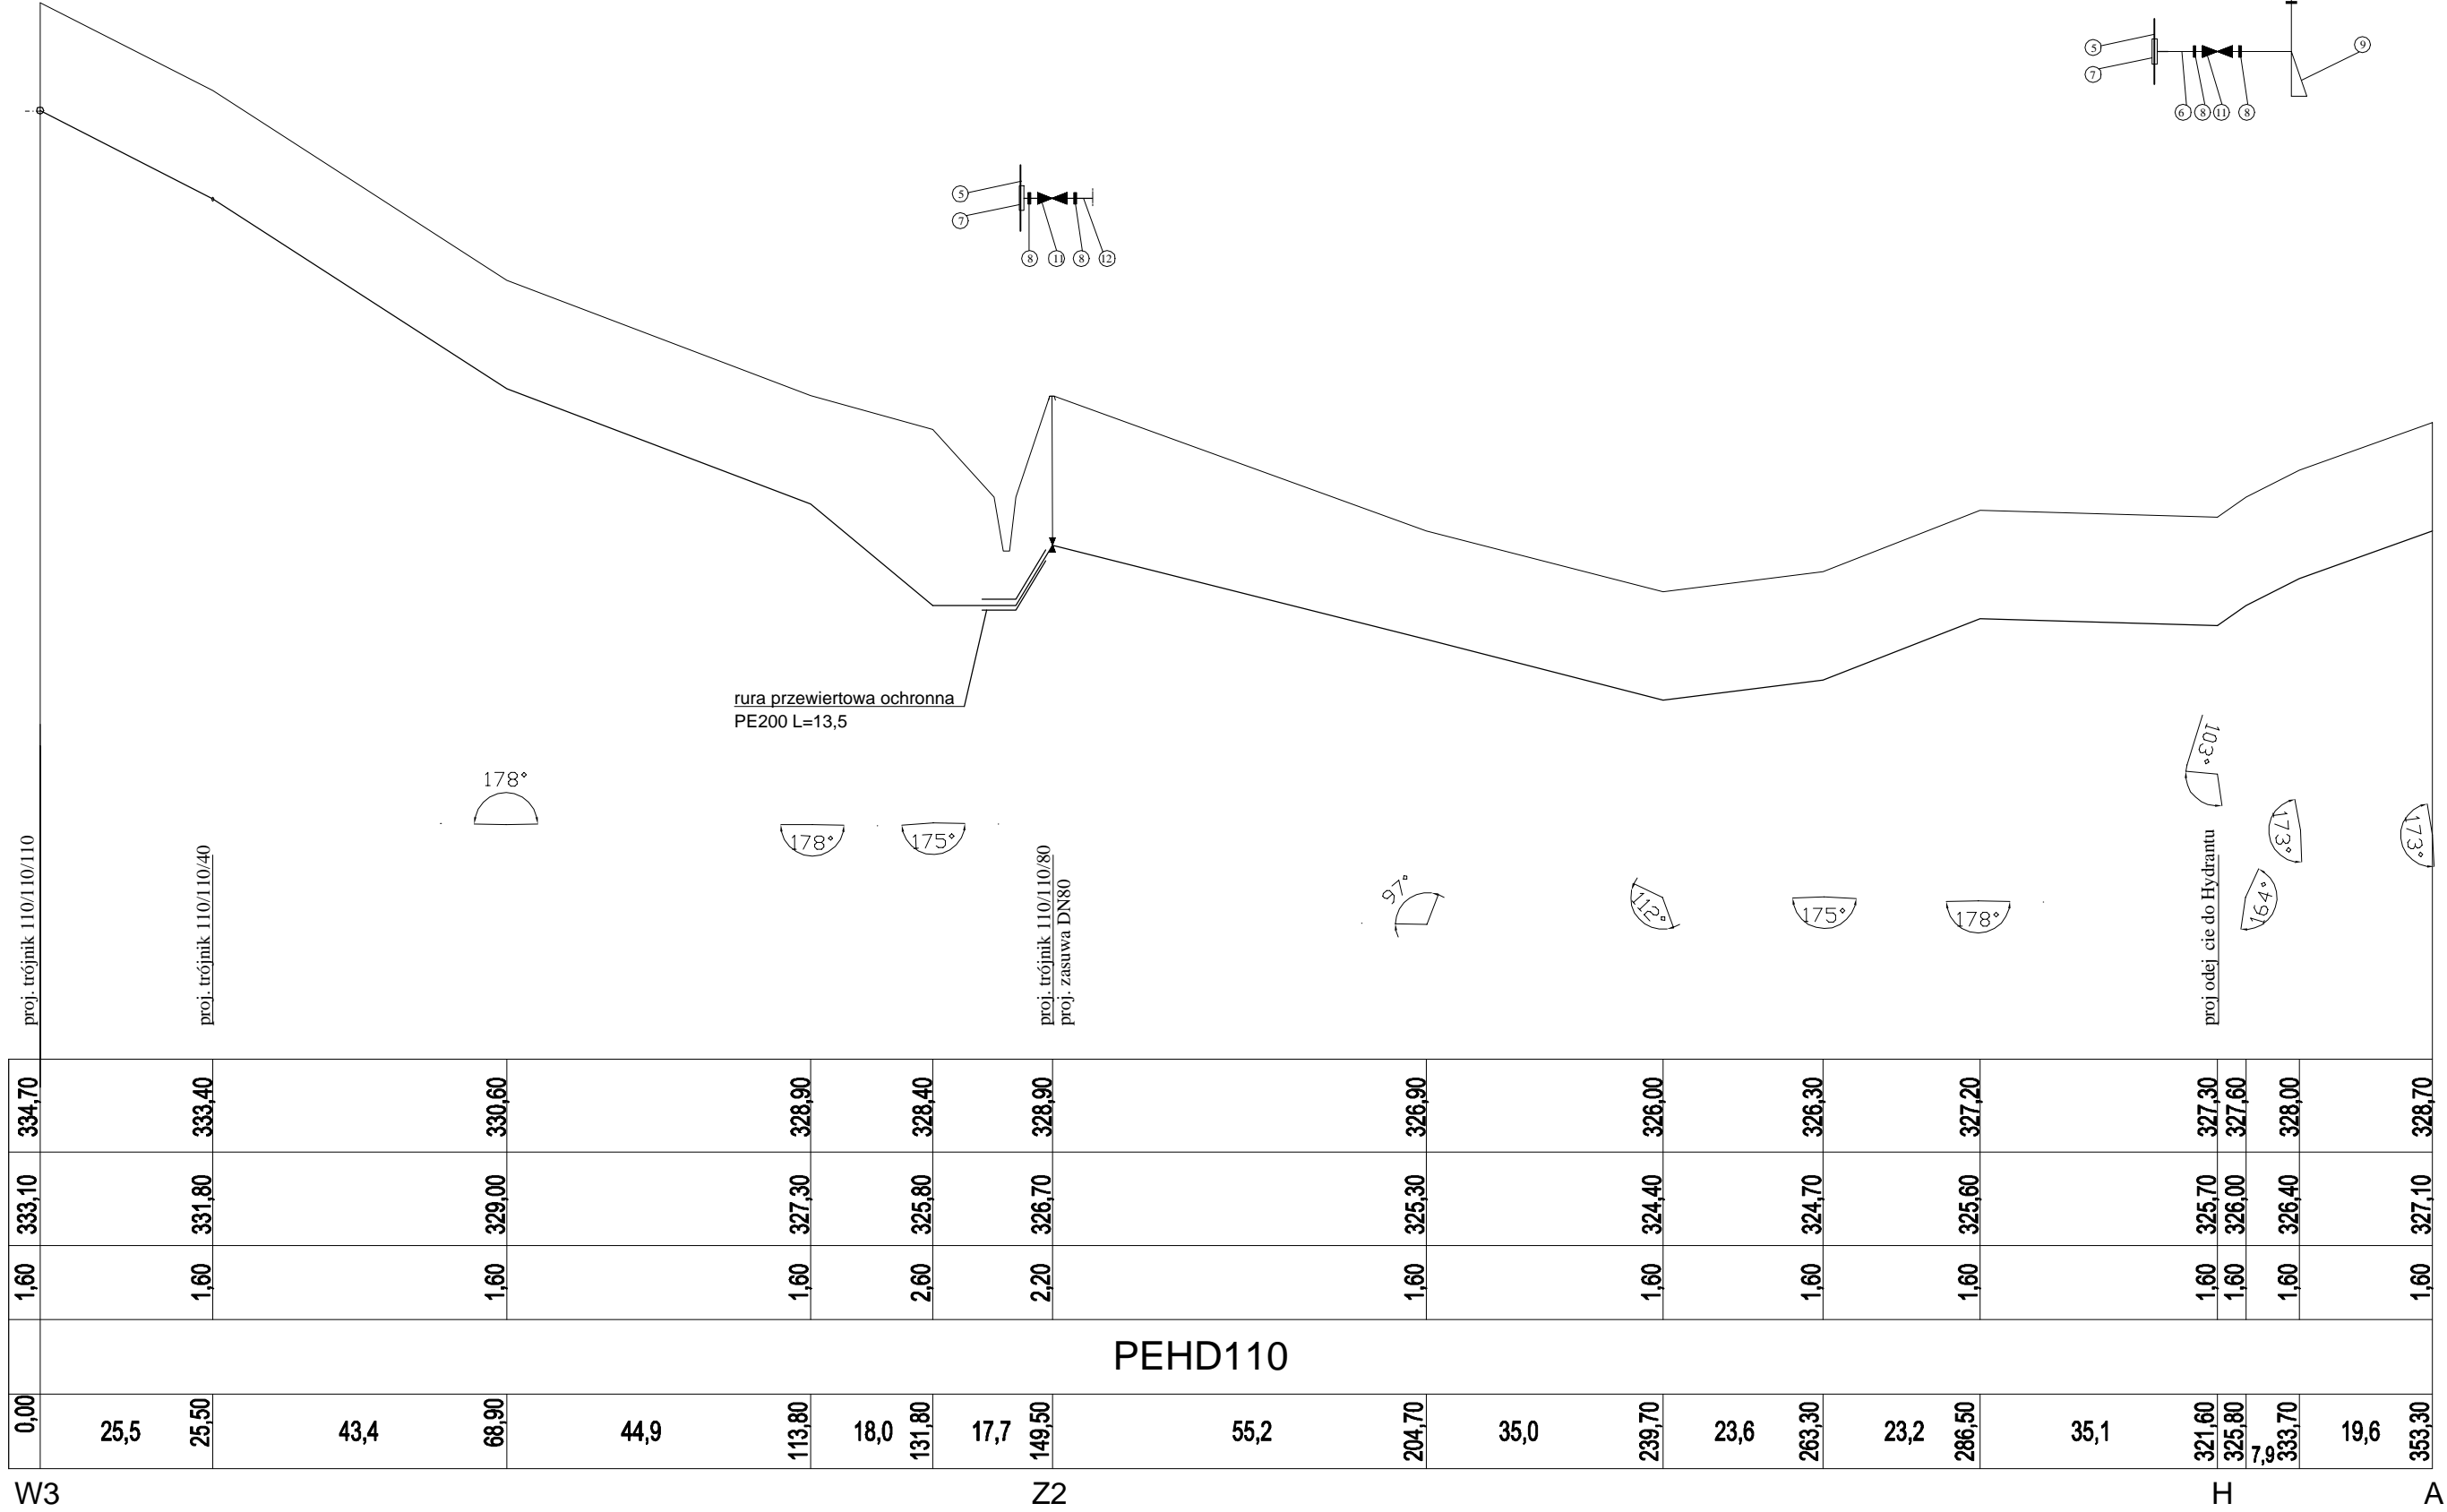 5
7
9
6 8 11 8
5
7
8 11 8 12
rura przewiertowa ochronna
PE200 L=13,5
178°
178°
175°
97°
112°
175°
178°
103°
164°
173°
173°
proj. trójnik 110/110/110
proj. trójnik 110/110/40
proj. trójnik 110/110/80
proj. zasuwa DN80
proj odej cie do Hydrantu
334,70 333,40 330,60 328,90 328,40 328,90 326,90 326,00 326,30 327,20 327,30 327,60 328,00 328,70
333,10 331,80 329,00 327,30 325,80 326,70 325,30 324,40 324,70 325,60 325,70 326,00 326,40 327,10
1,60 1,60 1,60 1,60 2,60 2,20 1,60 1,60 1,60 1,60 1,60 1,60 1,60 1,60
PEHD110
0,00 25,5 25,50 43,4 68,90 44,9 113,80 18,0 131,80 17,7 149,50 55,2 204,70 35,0 239,70 23,6 263,30 23,2 286,50 35,1 321,60 325,80 7,9 333,70 19,6 353,30
W3 Z2 H A